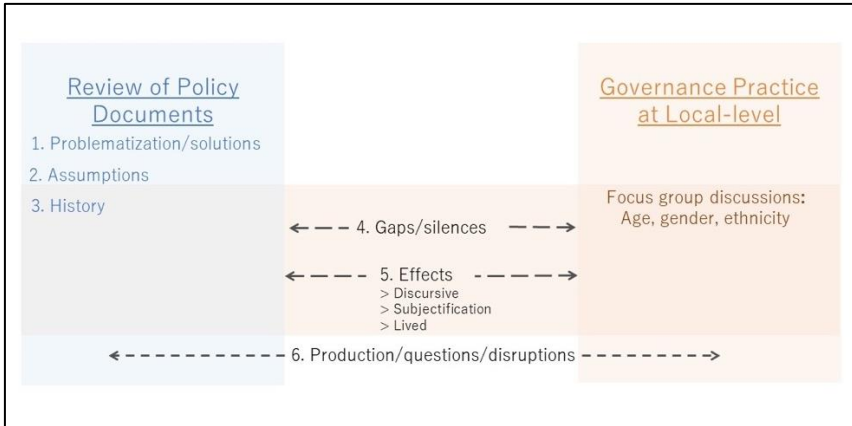 Review of Policy
Documents
1. Problematization/solutions
2. Assumptions
3. History
Governance Practice
at Local-level
Focus group discussions:
Age, gender, ethnicity
4. Gaps/silences
5. Effects
> Discursive
> Subjectification
> Lived
6. Production/questions/disruptions